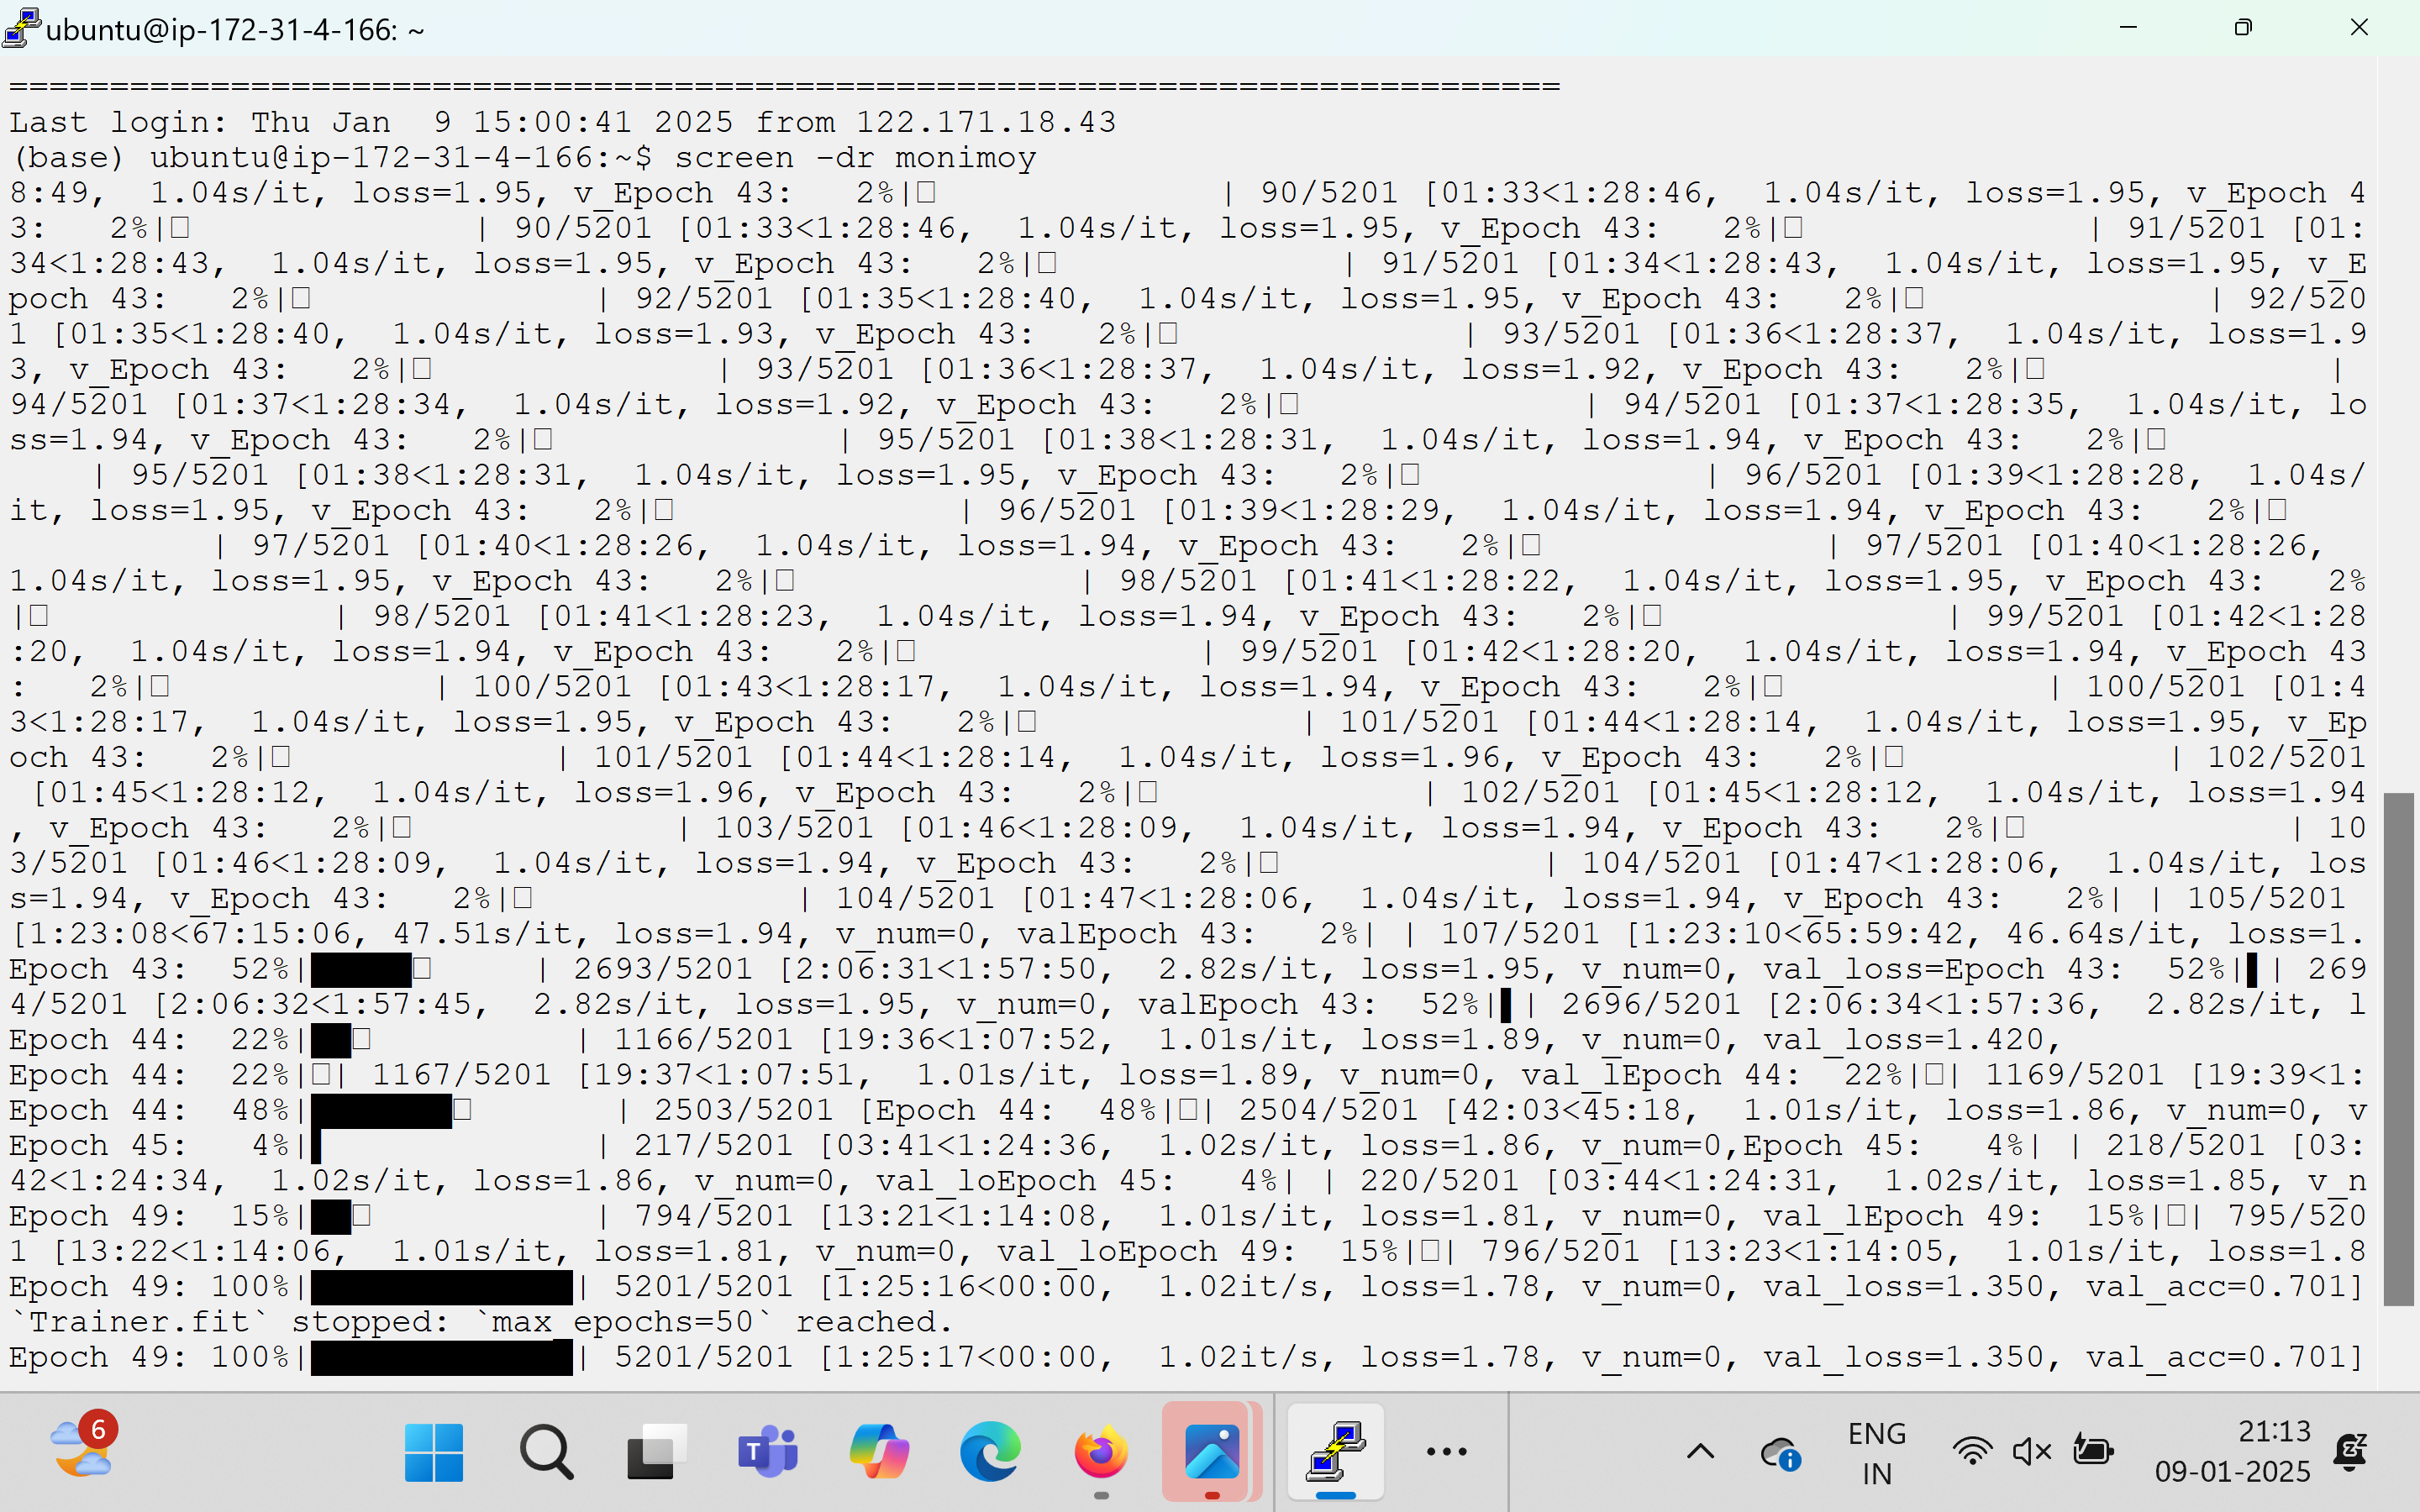 ubuntu@ip-172-31-4-166: ~
=============================================================================
Last login: Thu Jan  9 15:00:41 2025 from 122.171.18.43
(base) ubuntu@ip-172-31-4-166:~$ screen -dr monimoy
8:49,  1.04s/it, loss=1.95, v_Epoch 43:   2%|□              | 90/5201 [01:33<1:28:46,  1.04s/it, loss=1.95, v_Epoch 4
3:   2%|□              | 90/5201 [01:33<1:28:46,  1.04s/it, loss=1.95, v_Epoch 43:   2%|□              | 91/5201 [01:
34<1:28:43,  1.04s/it, loss=1.95, v_Epoch 43:   2%|□              | 91/5201 [01:34<1:28:43,  1.04s/it, loss=1.95, v_E
poch 43:   2%|□              | 92/5201 [01:35<1:28:40,  1.04s/it, loss=1.95, v_Epoch 43:   2%|□              | 92/520
1 [01:35<1:28:40,  1.04s/it, loss=1.93, v_Epoch 43:   2%|□              | 93/5201 [01:36<1:28:37,  1.04s/it, loss=1.9
3, v_Epoch 43:   2%|□              | 93/5201 [01:36<1:28:37,  1.04s/it, loss=1.92, v_Epoch 43:   2%|□              |
94/5201 [01:37<1:28:34,  1.04s/it, loss=1.92, v_Epoch 43:   2%|□              | 94/5201 [01:37<1:28:35,  1.04s/it, lo
ss=1.94, v_Epoch 43:   2%|□              | 95/5201 [01:38<1:28:31,  1.04s/it, loss=1.94, v_Epoch 43:   2%|□
    | 95/5201 [01:38<1:28:31,  1.04s/it, loss=1.95, v_Epoch 43:   2%|□              | 96/5201 [01:39<1:28:28,  1.04s/
it, loss=1.95, v_Epoch 43:   2%|□              | 96/5201 [01:39<1:28:29,  1.04s/it, loss=1.94, v_Epoch 43:   2%|□
          | 97/5201 [01:40<1:28:26,  1.04s/it, loss=1.94, v_Epoch 43:   2%|□              | 97/5201 [01:40<1:28:26,
1.04s/it, loss=1.95, v_Epoch 43:   2%|□              | 98/5201 [01:41<1:28:22,  1.04s/it, loss=1.95, v_Epoch 43:   2%
|□              | 98/5201 [01:41<1:28:23,  1.04s/it, loss=1.94, v_Epoch 43:   2%|□              | 99/5201 [01:42<1:28
:20,  1.04s/it, loss=1.94, v_Epoch 43:   2%|□              | 99/5201 [01:42<1:28:20,  1.04s/it, loss=1.94, v_Epoch 43
:   2%|□             | 100/5201 [01:43<1:28:17,  1.04s/it, loss=1.94, v_Epoch 43:   2%|□             | 100/5201 [01:4
3<1:28:17,  1.04s/it, loss=1.95, v_Epoch 43:   2%|□             | 101/5201 [01:44<1:28:14,  1.04s/it, loss=1.95, v_Ep
och 43:   2%|□             | 101/5201 [01:44<1:28:14,  1.04s/it, loss=1.96, v_Epoch 43:   2%|□             | 102/5201
 [01:45<1:28:12,  1.04s/it, loss=1.96, v_Epoch 43:   2%|□             | 102/5201 [01:45<1:28:12,  1.04s/it, loss=1.94
, v_Epoch 43:   2%|□             | 103/5201 [01:46<1:28:09,  1.04s/it, loss=1.94, v_Epoch 43:   2%|□             | 10
3/5201 [01:46<1:28:09,  1.04s/it, loss=1.94, v_Epoch 43:   2%|□             | 104/5201 [01:47<1:28:06,  1.04s/it, los
s=1.94, v_Epoch 43:   2%|□             | 104/5201 [01:47<1:28:06,  1.04s/it, loss=1.94, v_Epoch 43:   2%| | 105/5201
[1:23:08<67:15:06, 47.51s/it, loss=1.94, v_num=0, valEpoch 43:   2%| | 107/5201 [1:23:10<65:59:42, 46.64s/it, loss=1.
Epoch 43:  52%|█████□     | 2693/5201 [2:06:31<1:57:50,  2.82s/it, loss=1.95, v_num=0, val_loss=Epoch 43:  52%|▌| 269
4/5201 [2:06:32<1:57:45,  2.82s/it, loss=1.95, v_num=0, valEpoch 43:  52%|▌| 2696/5201 [2:06:34<1:57:36,  2.82s/it, l
Epoch 44:  22%|██□          | 1166/5201 [19:36<1:07:52,  1.01s/it, loss=1.89, v_num=0, val_loss=1.420,
Epoch 44:  22%|□| 1167/5201 [19:37<1:07:51,  1.01s/it, loss=1.89, v_num=0, val_lEpoch 44:  22%|□| 1169/5201 [19:39<1:
Epoch 44:  48%|███████□       | 2503/5201 [Epoch 44:  48%|□| 2504/5201 [42:03<45:18,  1.01s/it, loss=1.86, v_num=0, v
Epoch 45:   4%|▌             | 217/5201 [03:41<1:24:36,  1.02s/it, loss=1.86, v_num=0,Epoch 45:   4%| | 218/5201 [03:
42<1:24:34,  1.02s/it, loss=1.86, v_num=0, val_loEpoch 45:   4%| | 220/5201 [03:44<1:24:31,  1.02s/it, loss=1.85, v_n
Epoch 49:  15%|██□           | 794/5201 [13:21<1:14:08,  1.01s/it, loss=1.81, v_num=0, val_lEpoch 49:  15%|□| 795/520
1 [13:22<1:14:06,  1.01s/it, loss=1.81, v_num=0, val_loEpoch 49:  15%|□| 796/5201 [13:23<1:14:05,  1.01s/it, loss=1.8
Epoch 49: 100%|█████████████| 5201/5201 [1:25:16<00:00,  1.02it/s, loss=1.78, v_num=0, val_loss=1.350, val_acc=0.701]
`Trainer.fit` stopped: `max_epochs=50` reached.
Epoch 49: 100%|█████████████| 5201/5201 [1:25:17<00:00,  1.02it/s, loss=1.78, v_num=0, val_loss=1.350, val_acc=0.701]
6
T
ENG
IN
21:13
09-01-2025